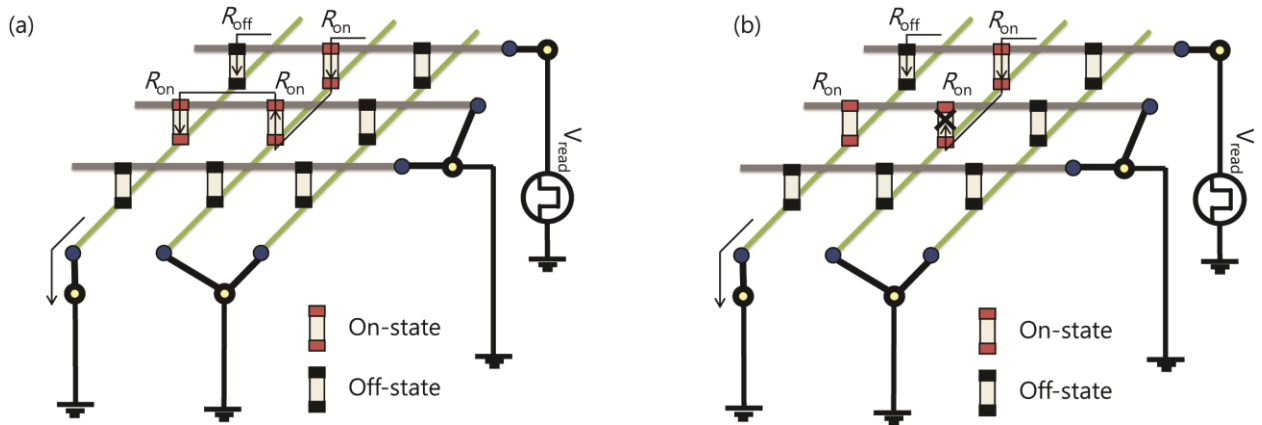 (a)
R_off
R_on
R_on
R_on
V_read
On-state
Off-state
(b)
R_off
R_on
R_on
R_on
V_read
On-state
Off-state